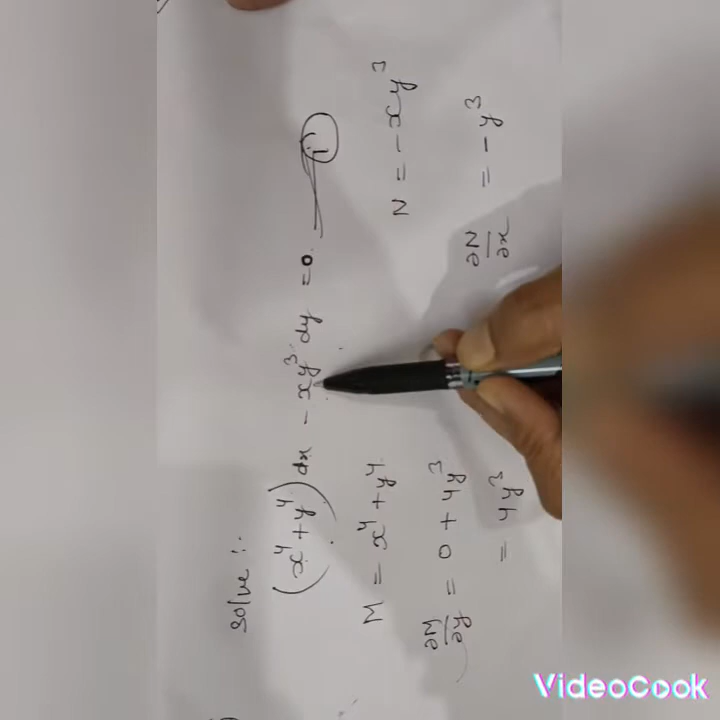 Solve :-
(x⁴ + y⁴) dx - xy³ dy = 0. — (i)
M = x⁴ + y⁴
N = - xy³
∂M/∂y = 0 + 4y³
∂N/∂x = - y³
= 4y³
VideoCook